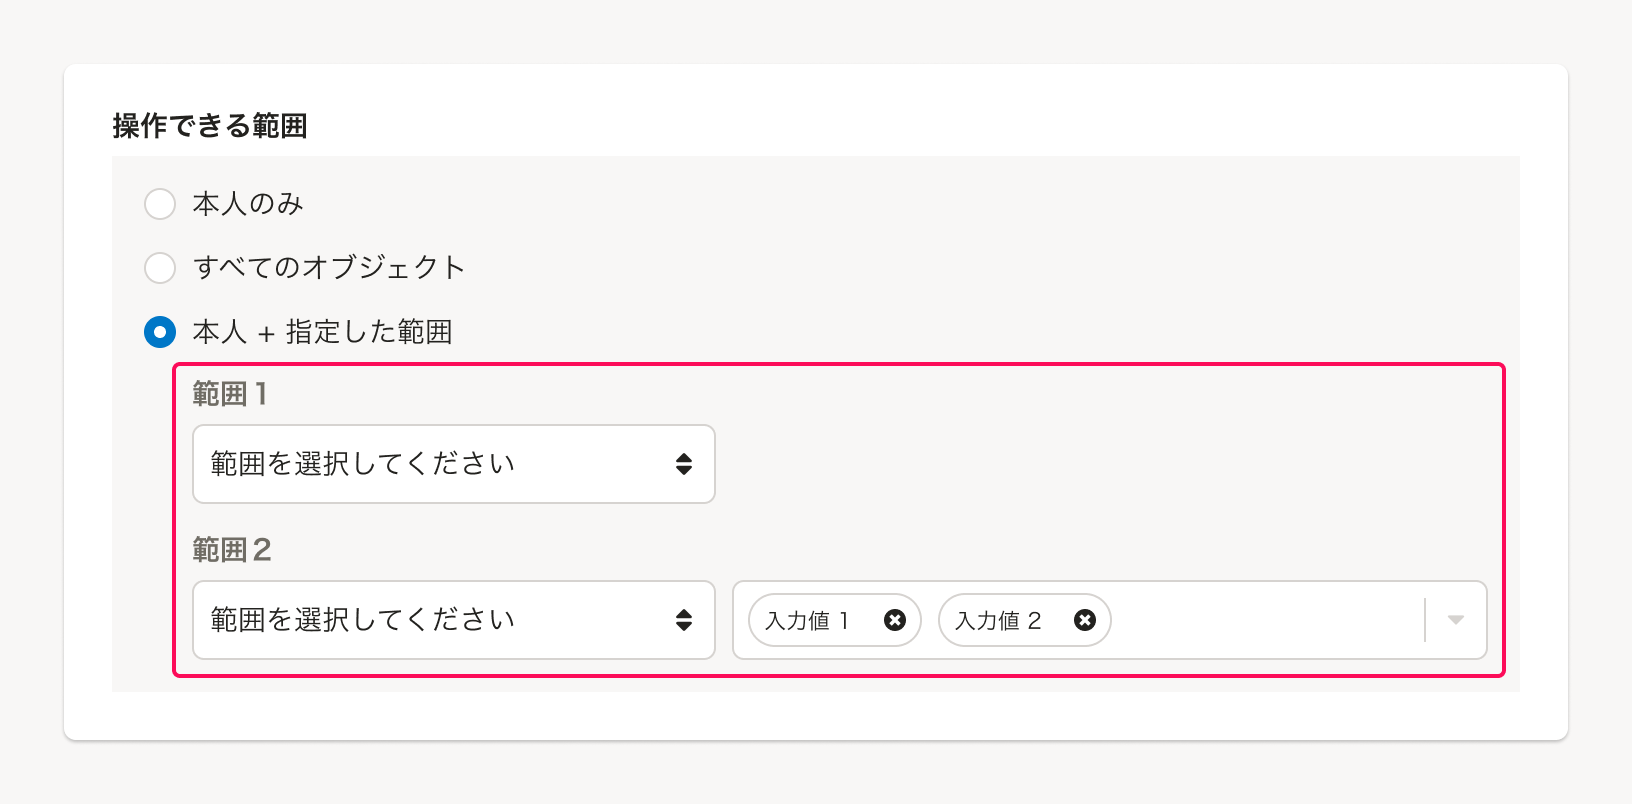 操作できる範囲
本人のみ
すべてのオブジェクト
本人 + 指定した範囲
範囲1
範囲を選択してください
範囲2
範囲を選択してください 入力値 1 入力値 2